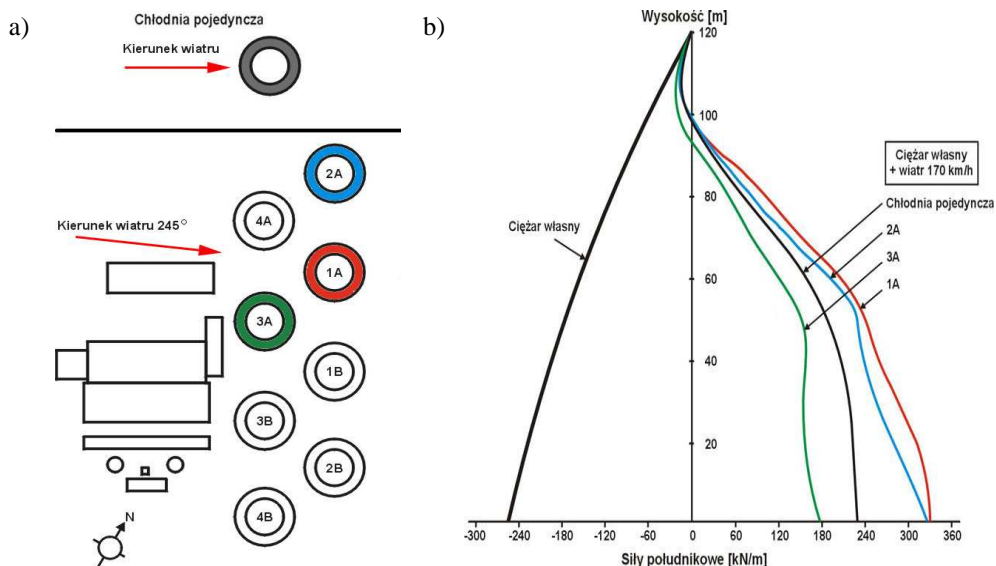 a)
Chłodnia pojedyncza
Kierunek wiatru
2A
4A
Kierunek wiatru 245°
1A
3A
1B
3B
2B
4B
N
b)
Wysokość [m]
120
100
80
60
40
20
Ciężar własny
+ wiatr 170 km/h
Chłodnia pojedyncza
2A
3A
1A
Ciężar własny
-300 -240 -180 -120 -60 0 60 120 180 240 300 360
Siły południkowe [kN/m]